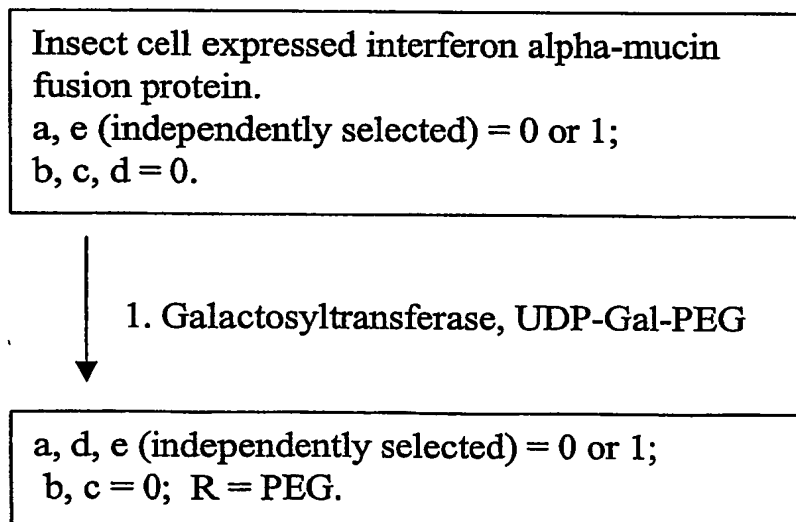 Insect cell expressed interferon alpha-mucin
fusion protein.
a, e (independently selected) = 0 or 1;
b, c, d = 0.
1. Galactosyltransferase, UDP-Gal-PEG
a, d, e (independently selected) = 0 or 1;
b, c = 0; R = PEG.